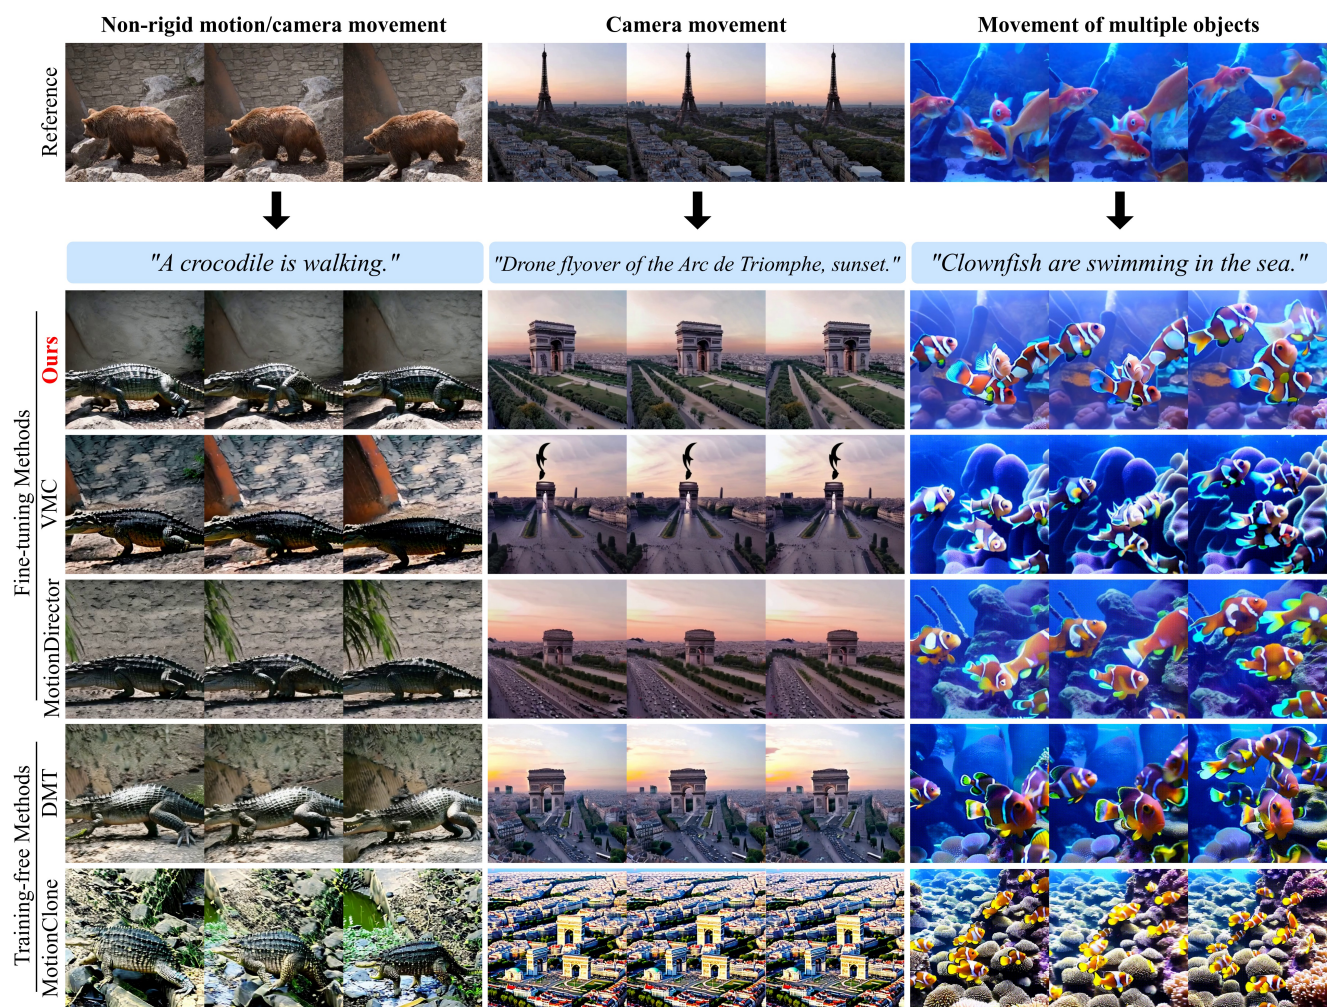 Non-rigid motion/camera movement
Camera movement
Movement of multiple objects
Reference
"A crocodile is walking."
"Drone flyover of the Arc de Triomphe, sunset."
"Clownfish are swimming in the sea."
Fine-tuning Methods
Ours
VMC
MotionDirector
Training-free Methods
DMT
MotionClone